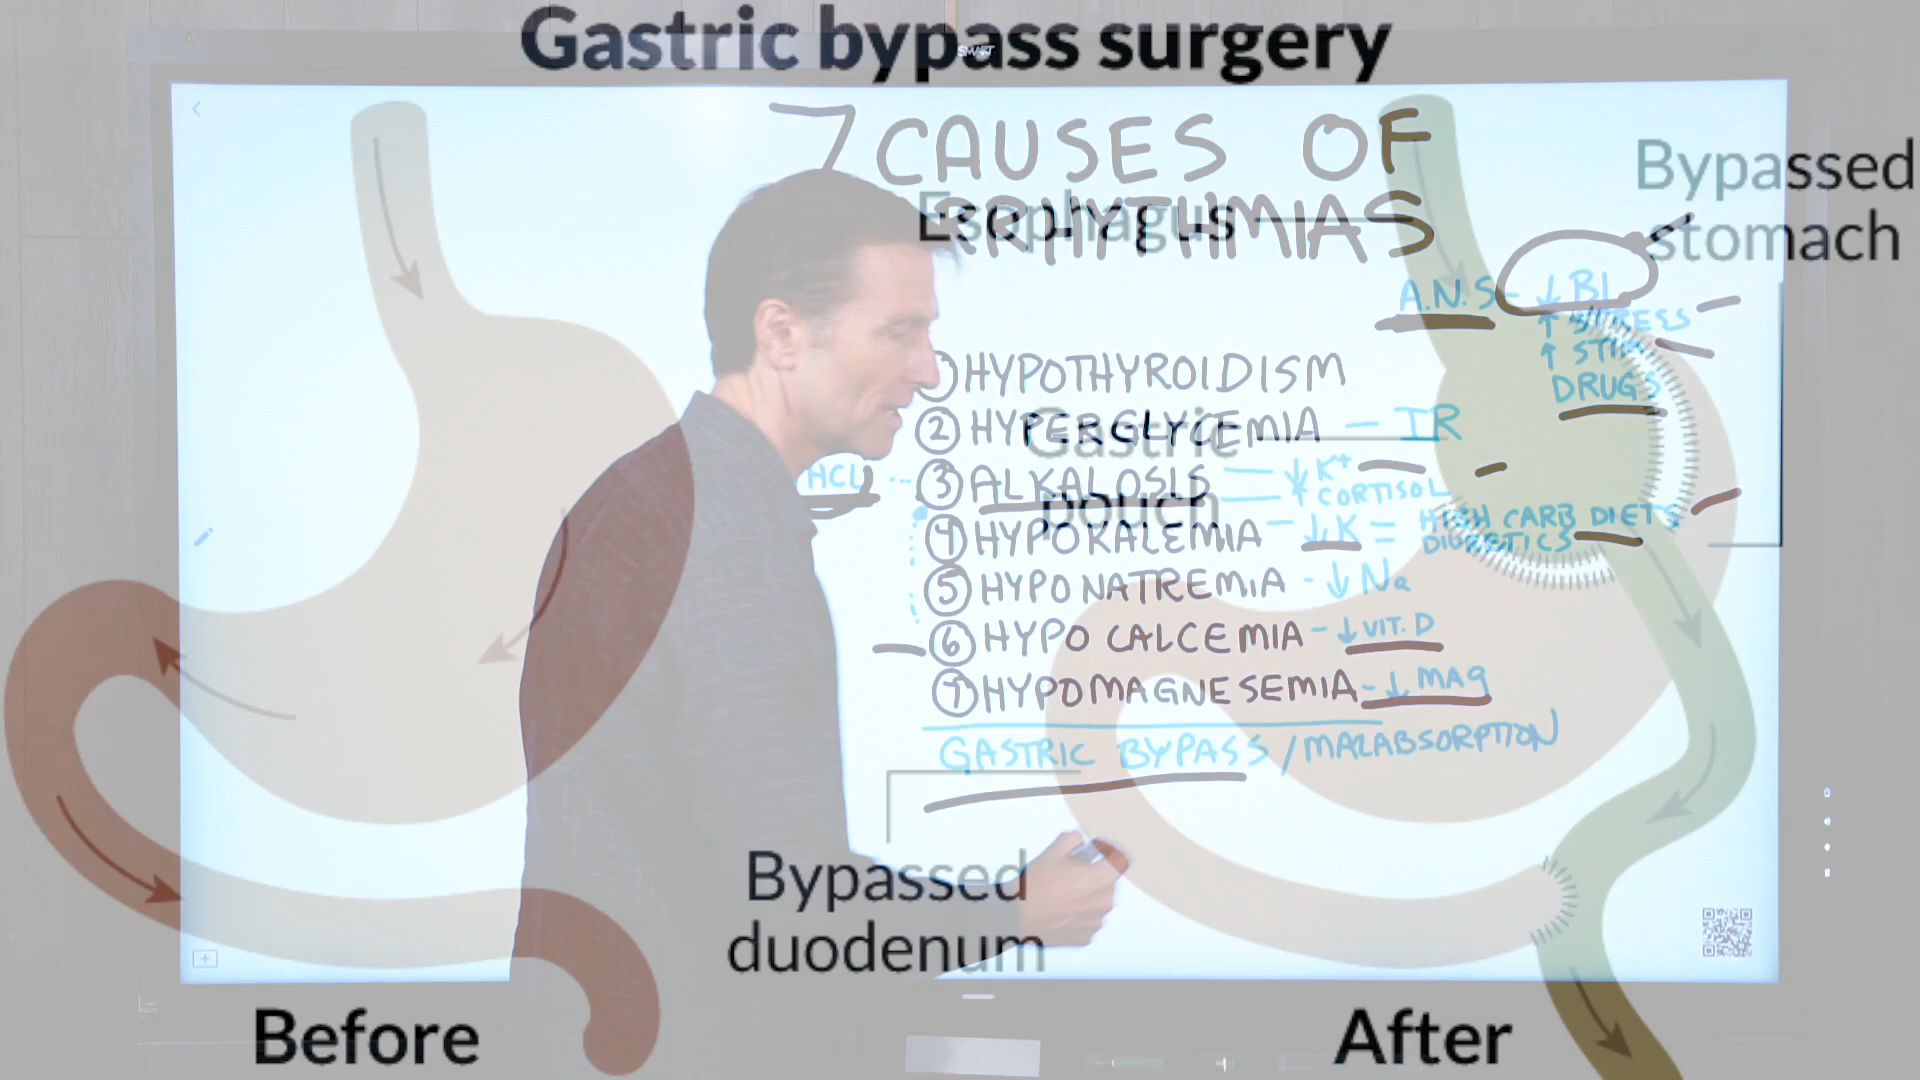 Gastric bypass surgery
SMART
7 CAUSES OF
RRHYTHMIAS
Esophagus
Bypassed
stomach
A.N.S - ↓ B1
↑ STRESS
↑ STIM
DRUGS
① HYPOTHYROIDISM
② HYPERGLYCEMIA - IR
Gastric
pouch
HCL ③ ALKALOSIS ↓ K+
↑ CORTISOL
④ HYPOKALEMIA - ↓ K = HIGH CARB DIETS
DIURETICS
⑤ HYPONATREMIA - ↓ Na
⑥ HYPOCALCEMIA - ↓ VIT. D
⑦ HYPOMAGNESEMIA - ↓ MAG
GASTRIC BYPASS / MALABSORPTION
Bypassed
duodenum
Before
After